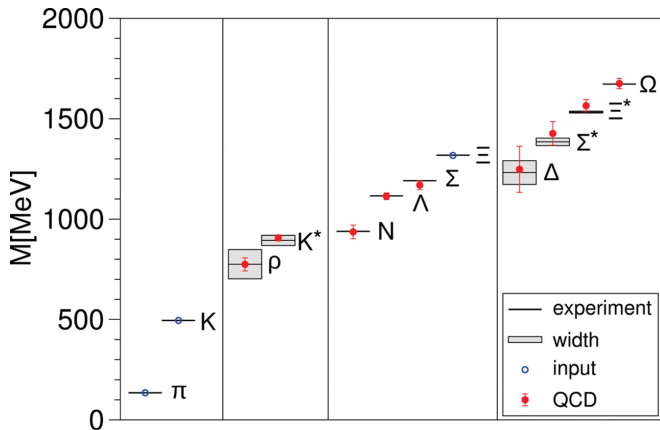 M[MeV]
2000
1500
1000
500
0
π
K
ρ
K*
N
Λ
Σ
Ξ
Δ
Σ*
Ξ*
Ω
experiment
width
input
QCD